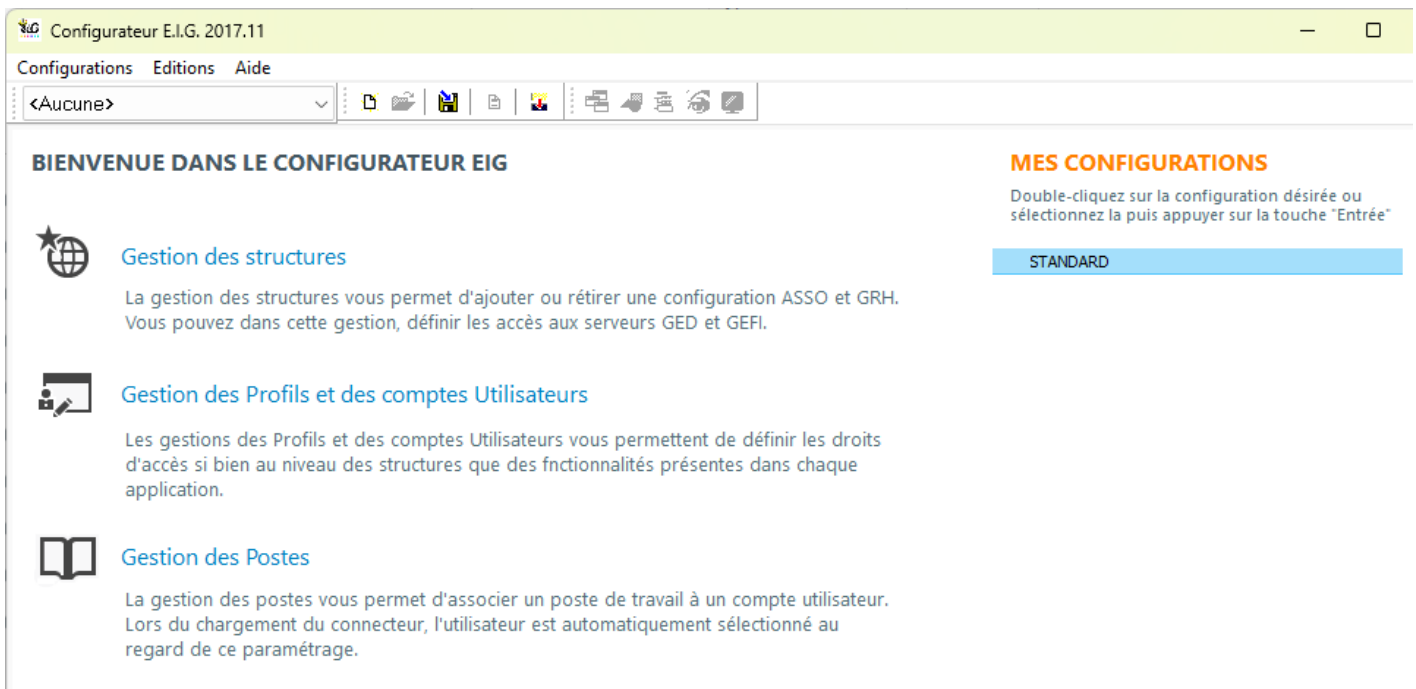 Configurateur E.I.G. 2017.11
Configurations Editions Aide
<Aucune>
BIENVENUE DANS LE CONFIGURATEUR EIG
Gestion des structures
La gestion des structures vous permet d'ajouter ou rétirer une configuration ASSO et GRH.
Vous pouvez dans cette gestion, définir les accès aux serveurs GED et GEFI.
Gestion des Profils et des comptes Utilisateurs
Les gestions des Profils et des comptes Utilisateurs vous permettent de définir les droits
d'accès si bien au niveau des structures que des fnctionnalités présentes dans chaque
application.
Gestion des Postes
La gestion des postes vous permet d'associer un poste de travail à un compte utilisateur.
Lors du chargement du connecteur, l'utilisateur est automatiquement sélectionné au
regard de ce paramétrage.
MES CONFIGURATIONS
Double-cliquez sur la configuration désirée ou
sélectionnez la puis appuyer sur la touche "Entrée"
STANDARD